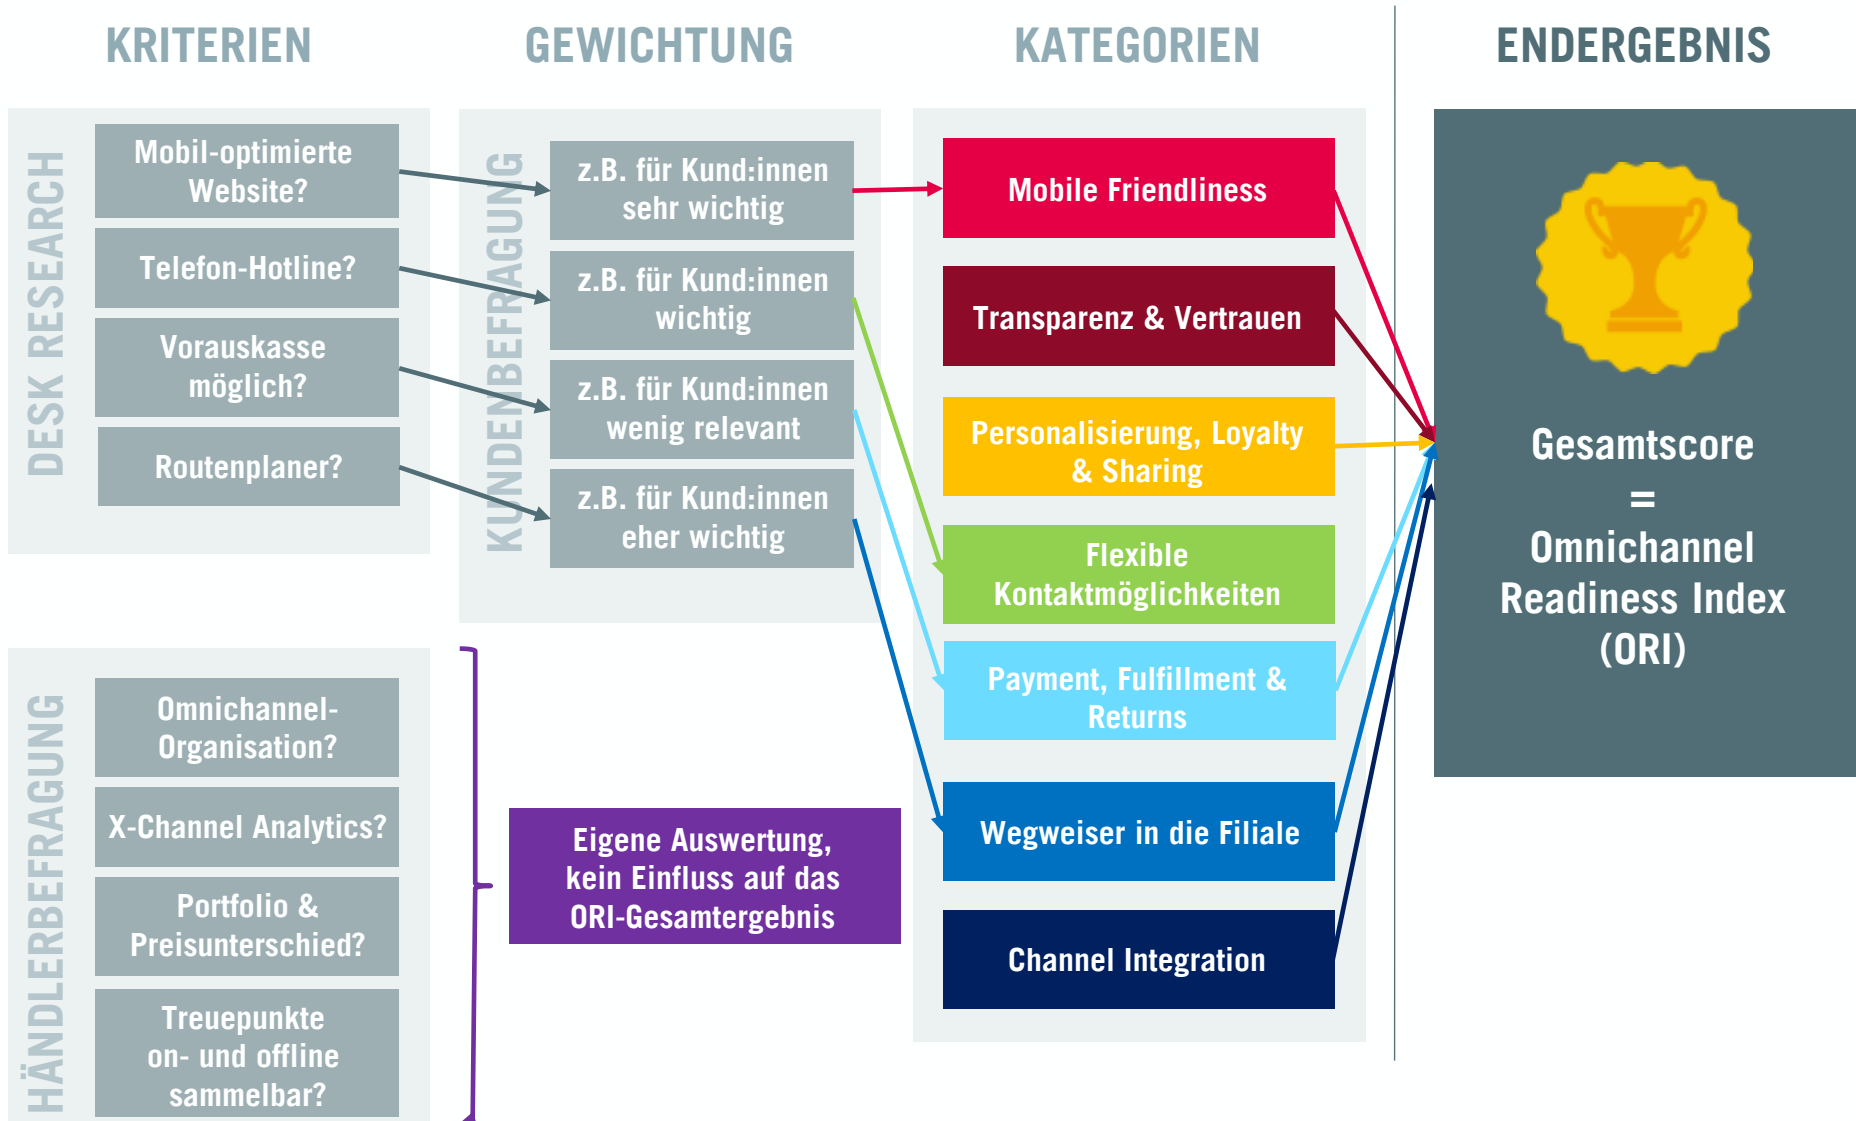 KRITERIEN
GEWICHTUNG
KATEGORIEN
ENDERGEBNIS
DESK RESEARCH
Mobil-optimierte
Website?
Telefon-Hotline?
Vorauskasse
möglich?
Routenplaner?
KUNDENBEFRAGUNG
z.B. für Kund:innen
sehr wichtig
z.B. für Kund:innen
wichtig
z.B. für Kund:innen
wenig relevant
z.B. für Kund:innen
eher wichtig
Mobile Friendliness
Transparenz & Vertrauen
Personalisierung, Loyalty
& Sharing
Flexible
Kontaktmöglichkeiten
Payment, Fulfillment &
Returns
Wegweiser in die Filiale
Channel Integration
Gesamtscore
=
Omnichannel
Readiness Index
(ORI)
HÄNDLERBEFRAGUNG
Omnichannel-
Organisation?
X-Channel Analytics?
Portfolio &
Preisunterschied?
Treuepunkte
on- und offline
sammelbar?
Eigene Auswertung,
kein Einfluss auf das
ORI-Gesamtergebnis